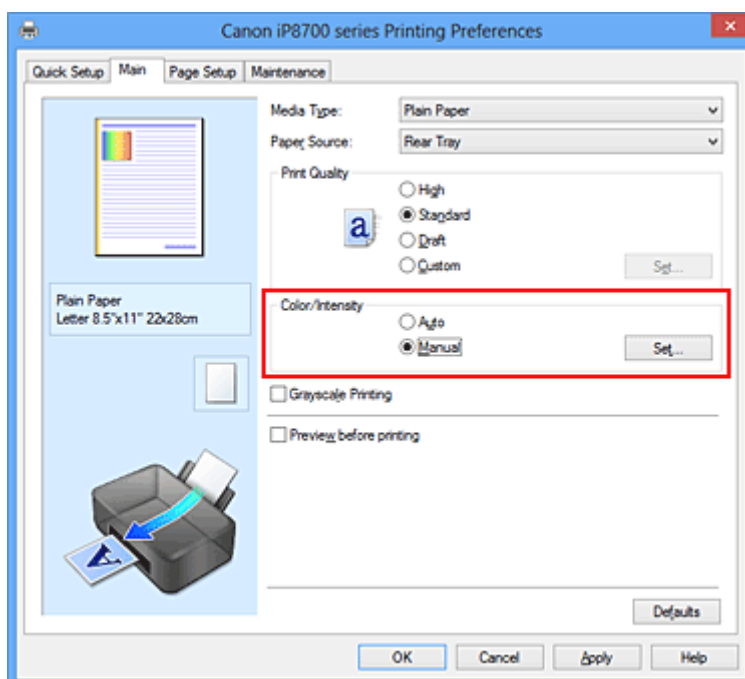 Canon iP8700 series Printing Preferences
Quick Setup Main Page Setup Maintenance
Media Type: Plain Paper
Paper Source: Rear Tray
Print Quality
High
a Standard
Draft
Custom Set...
Plain Paper
Letter 8.5"x11" 22x28cm
Color/Intensity
Auto
Manual Set...
Grayscale Printing
Preview before printing
A
Defaults
OK Cancel Apply Help